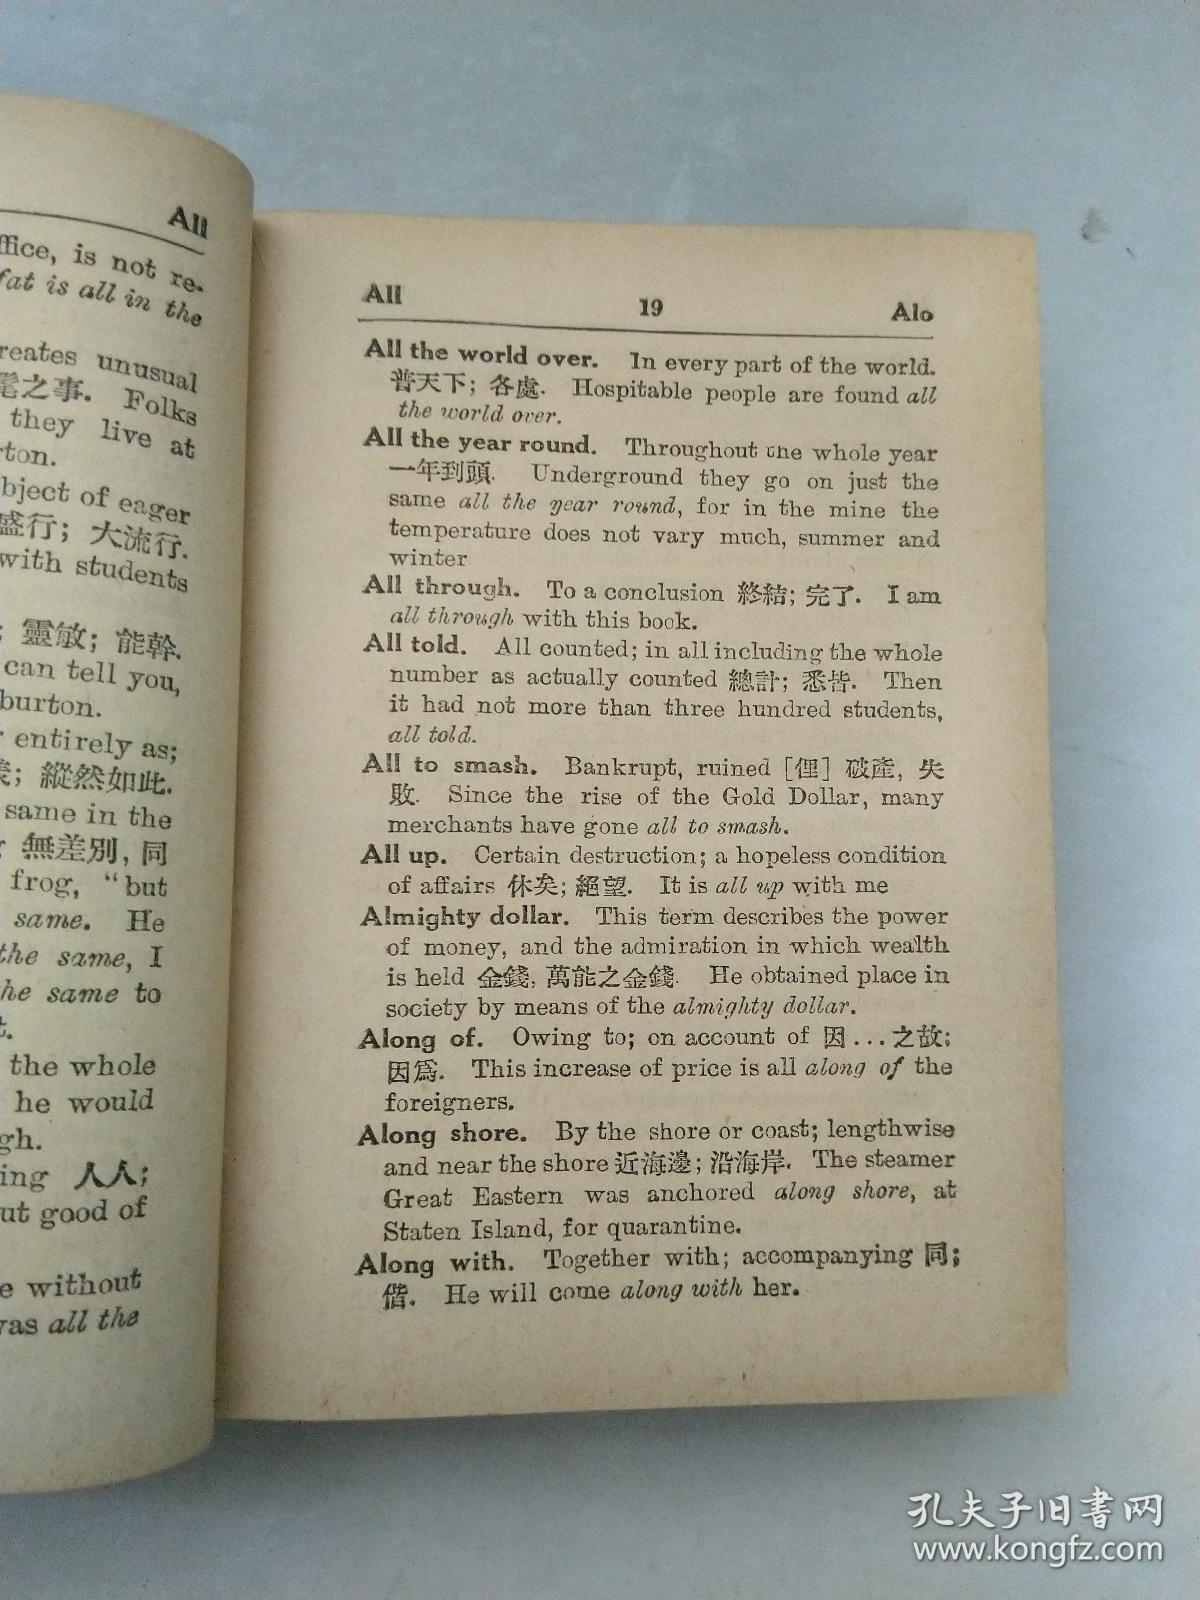 All
ffice, is not re-
fat is all in the
reates unusual
之事. Folks
they live at
rton.
bject of eager
盛行; 大流行.
with students
; 靈敏; 能幹.
can tell you,
burton.
entirely as;
; 縱然如此.
same in the
; 無差別, 同
frog, "but
same. He
the same, I
the same to
t.
the whole
he would
gh.
ing 人人;
ut good of
e without
was all the
All 19 Alo
All the world over. In every part of the world.
普天下; 各處. Hospitable people are found all
the world over.
All the year round. Throughout the whole year
一年到頭. Underground they go on just the
same all the year round, for in the mine the
temperature does not vary much, summer and
winter
All through. To a conclusion 終結; 完了. I am
all through with this book.
All told. All counted; in all including the whole
number as actually counted 總計; 悉皆. Then
it had not more than three hundred students,
all told.
All to smash. Bankrupt, ruined [俚] 破產, 失
敗. Since the rise of the Gold Dollar, many
merchants have gone all to smash.
All up. Certain destruction; a hopeless condition
of affairs 休矣; 絕望. It is all up with me
Almighty dollar. This term describes the power
of money, and the admiration in which wealth
is held 金錢, 萬能之金錢. He obtained place in
society by means of the almighty dollar.
Along of. Owing to; on account of 因...之故;
因爲. This increase of price is all along of the
foreigners.
Along shore. By the shore or coast; lengthwise
and near the shore 近海邊; 沿海岸. The steamer
Great Eastern was anchored along shore, at
Staten Island, for quarantine.
Along with. Together with; accompanying 同;
偕. He will come along with her.
孔夫子旧书网
www.kongfz.com